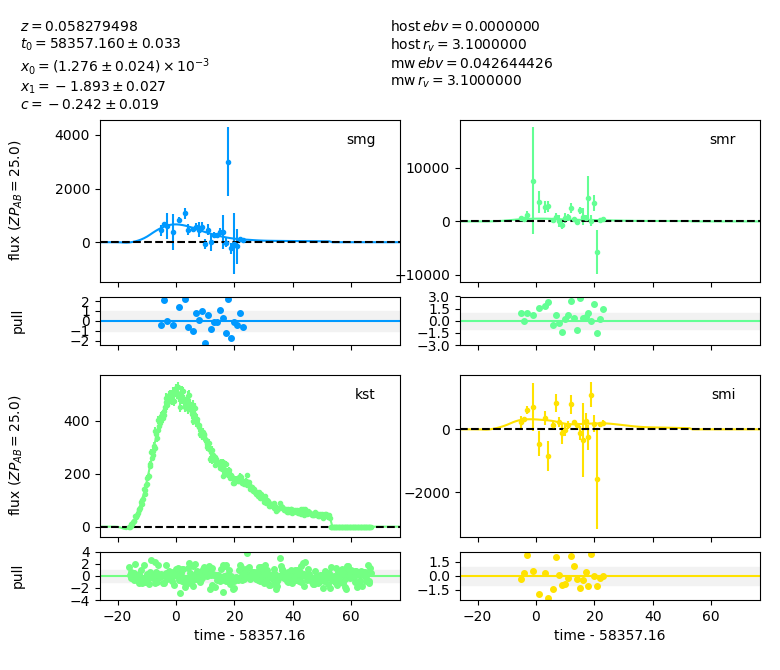 z = 0.058279498
t0 = 58357.160 ± 0.033
x0 = (1.276 ± 0.024) × 10^−3
x1 = −1.893 ± 0.027
c = −0.242 ± 0.019
host ebv = 0.0000000
host rv = 3.1000000
mw ebv = 0.042644426
mw rv = 3.1000000
flux (ZPAB = 25.0)
4000
2000
0
smg
10000
0
−10000
smr
pull
2
1
0
−1
−2
3.0
1.5
0.0
−1.5
−3.0
flux (ZPAB = 25.0)
400
200
0
kst
0
−2000
smi
pull
4
2
0
−2
−4
1.5
0.0
−1.5
−20
0
20
40
60
time - 58357.16
−20
0
20
40
60
time - 58357.16